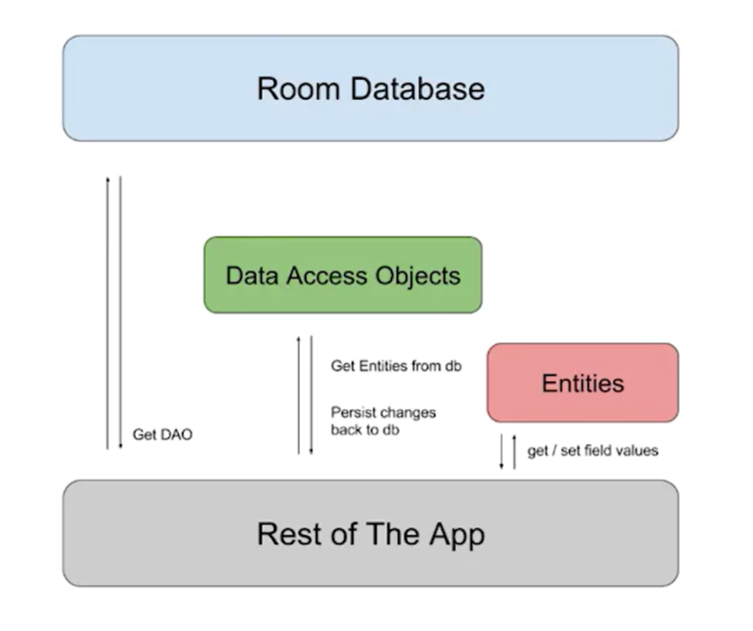 Room Database
Data Access Objects
Get Entities from db
Entities
Persist changes
back to db
Get DAO
get / set field values
Rest of The App